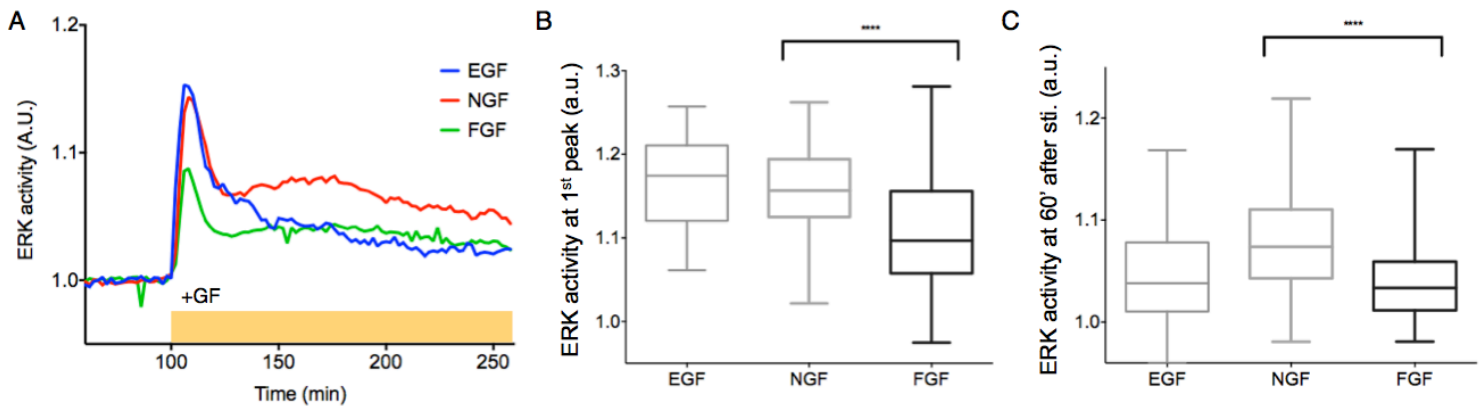 A
ERK activity (A.U.)
1.2
1.1
1.0
EGF
NGF
FGF
+GF
100
150
200
250
Time (min)
B
ERK activity at 1st peak (a.u.)
1.3
1.2
1.1
1.0
****
EGF
NGF
FGF
C
ERK activity at 60’ after sti. (a.u.)
1.2
1.1
1.0
****
EGF
NGF
FGF